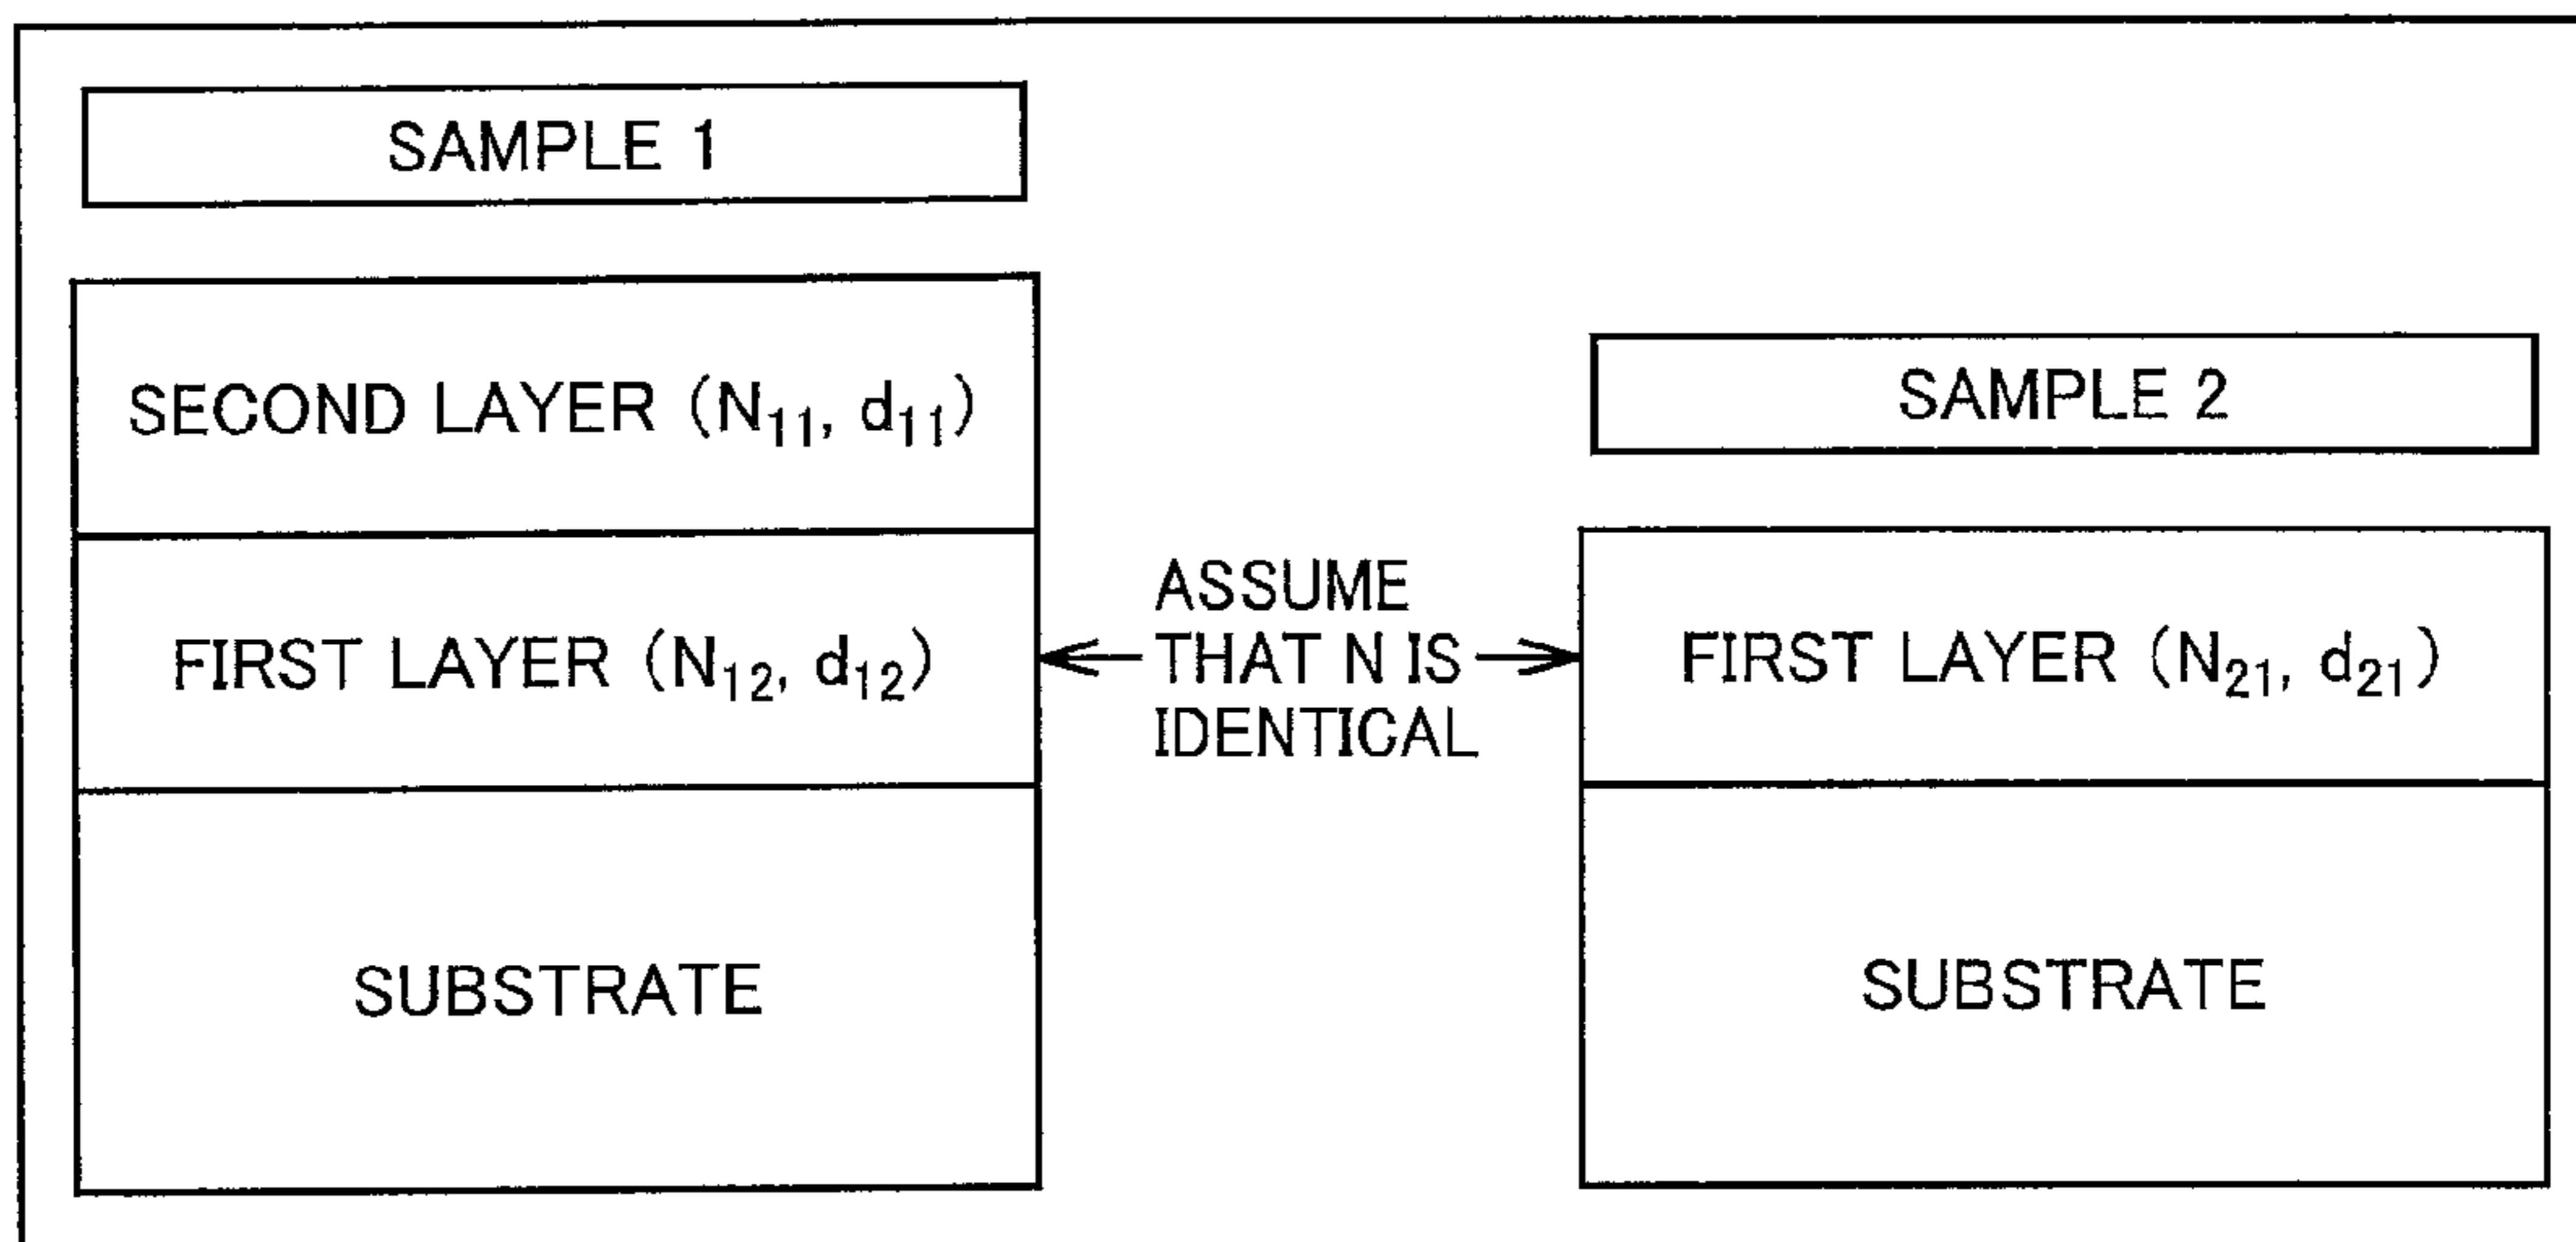 SAMPLE 1
SECOND LAYER (N₁₁, d₁₁)
FIRST LAYER (N₁₂, d₁₂)
SUBSTRATE
ASSUME
THAT N IS
IDENTICAL
SAMPLE 2
FIRST LAYER (N₂₁, d₂₁)
SUBSTRATE